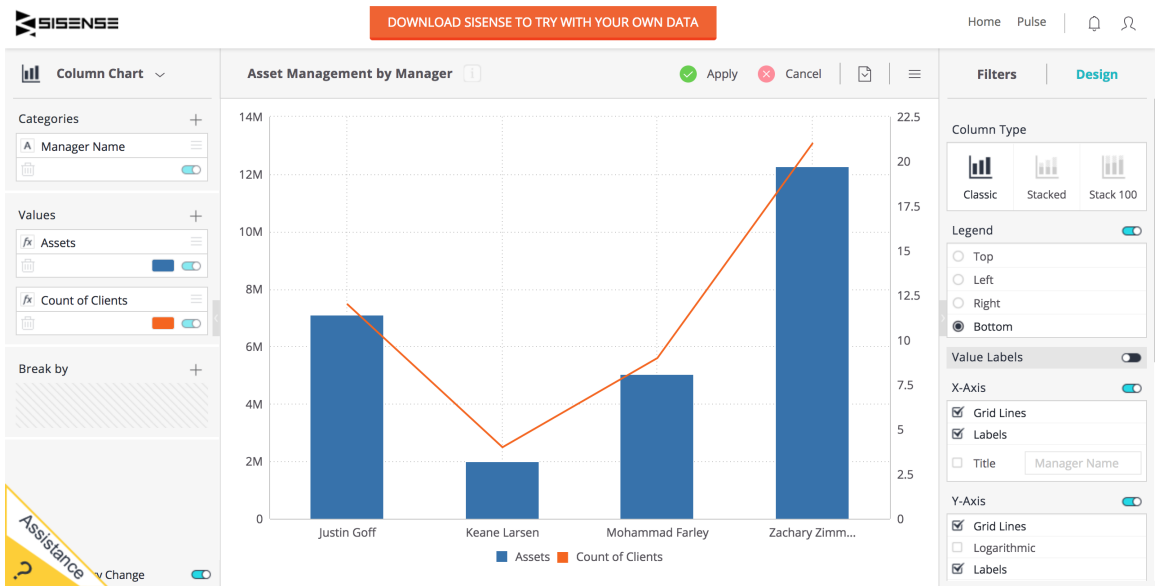 SISENSE
DOWNLOAD SISENSE TO TRY WITH YOUR OWN DATA
Home Pulse
Column Chart
Categories
A Manager Name
Values
fx Assets
fx Count of Clients
Break by
Assistance
?
y Change
Asset Management by Manager i
Apply Cancel
14M
12M
10M
8M
6M
4M
2M
0
22.5
20
17.5
15
12.5
10
7.5
5
2.5
0
Justin Goff Keane Larsen Mohammad Farley Zachary Zimm...
Assets Count of Clients
Filters Design
Column Type
Classic Stacked Stack 100
Legend
Top
Left
Right
Bottom
Value Labels
X-Axis
Grid Lines
Labels
Title Manager Name
Y-Axis
Grid Lines
Logarithmic
Labels